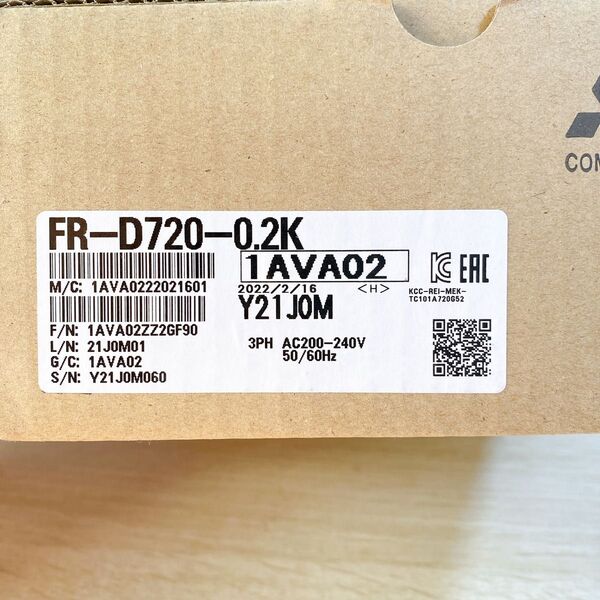 COM
FR-D720-0.2K
1AVA02
M/C: 1AVA0222021601
2022/2/16 <H>
Y21J0M
KCC-REI-MEK-
TC101A720G52
F/N: 1AVA02ZZ2GF90
L/N: 21J0M01
G/C: 1AVA02
S/N: Y21J0M060
3PH AC200-240V
50/60Hz
EAC